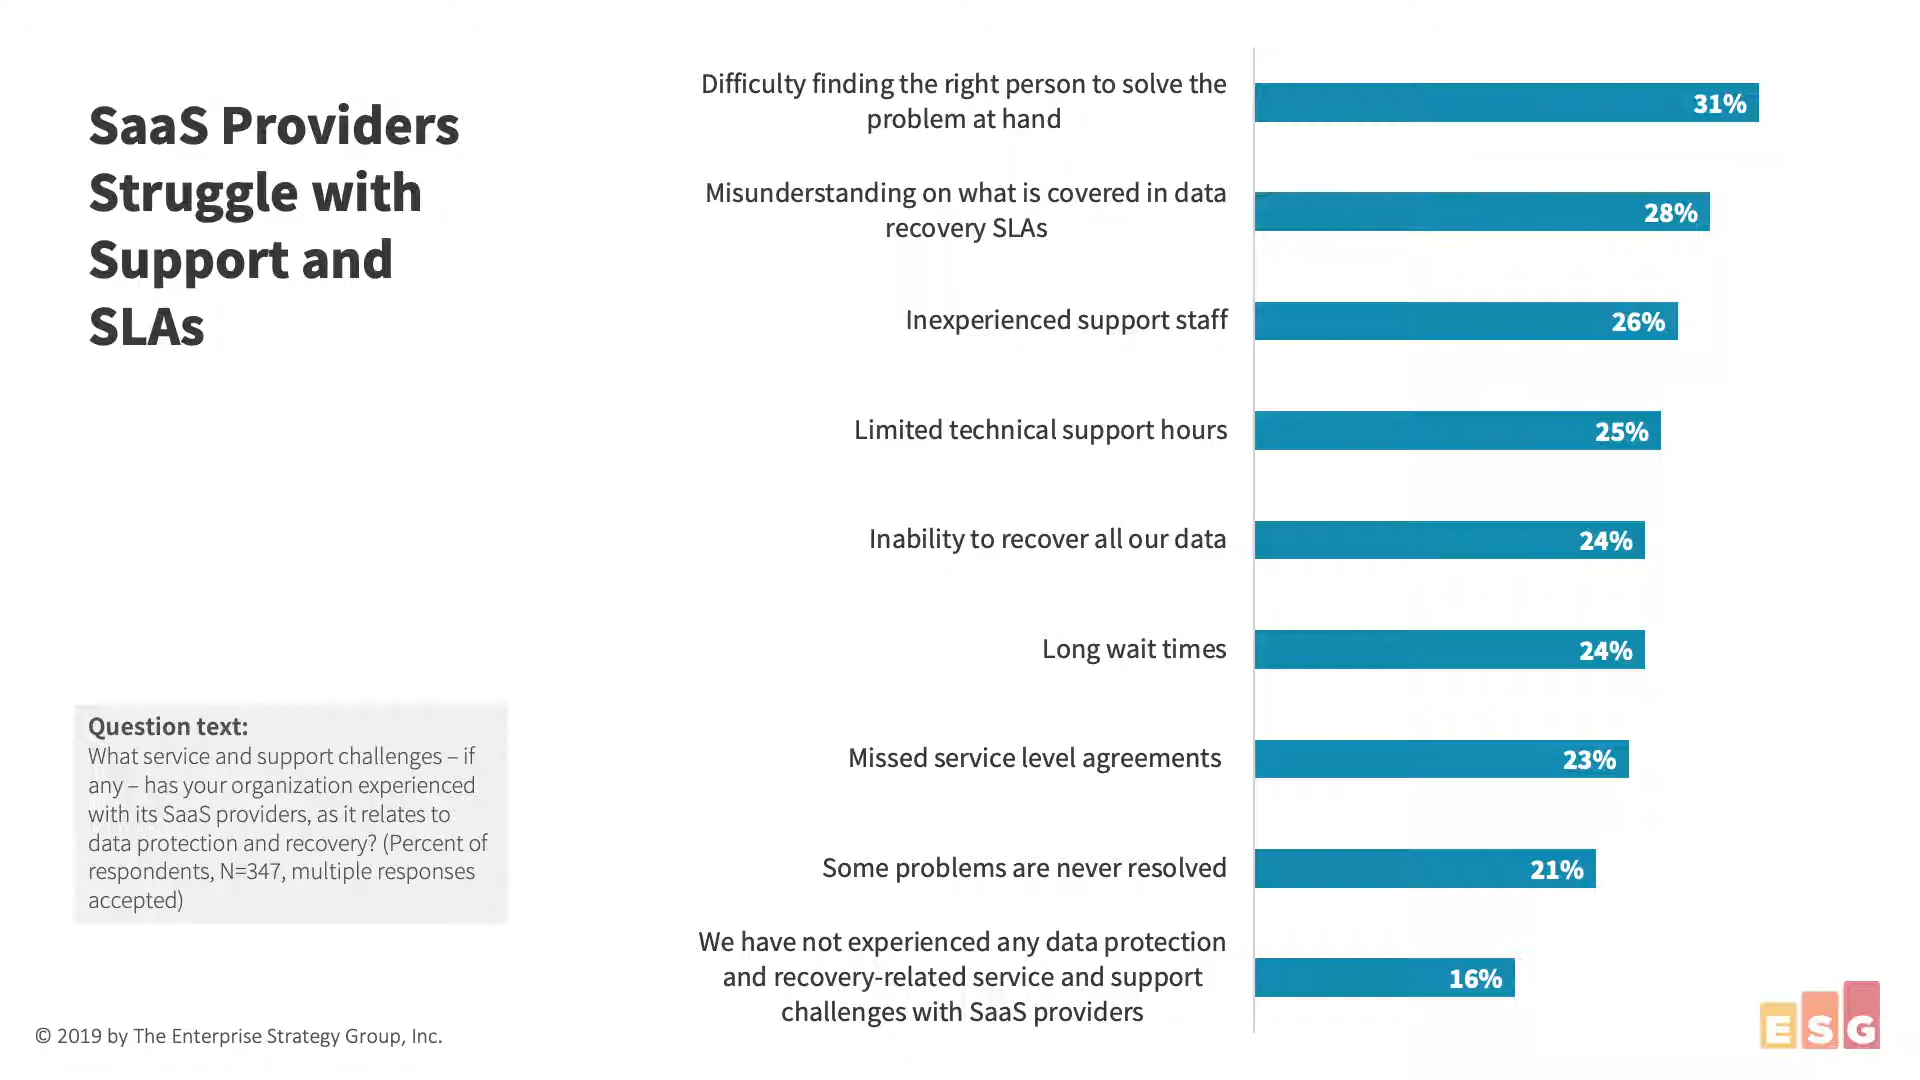 SaaS Providers
Struggle with
Support and
SLAs
Question text:
What service and support challenges – if
any – has your organization experienced
with its SaaS providers, as it relates to
data protection and recovery? (Percent of
respondents, N=347, multiple responses
accepted)
© 2019 by The Enterprise Strategy Group, Inc.
Difficulty finding the right person to solve the
problem at hand
31%
Misunderstanding on what is covered in data
recovery SLAs
28%
Inexperienced support staff
26%
Limited technical support hours
25%
Inability to recover all our data
24%
Long wait times
24%
Missed service level agreements
23%
Some problems are never resolved
21%
We have not experienced any data protection
and recovery-related service and support
challenges with SaaS providers
16%
ESG